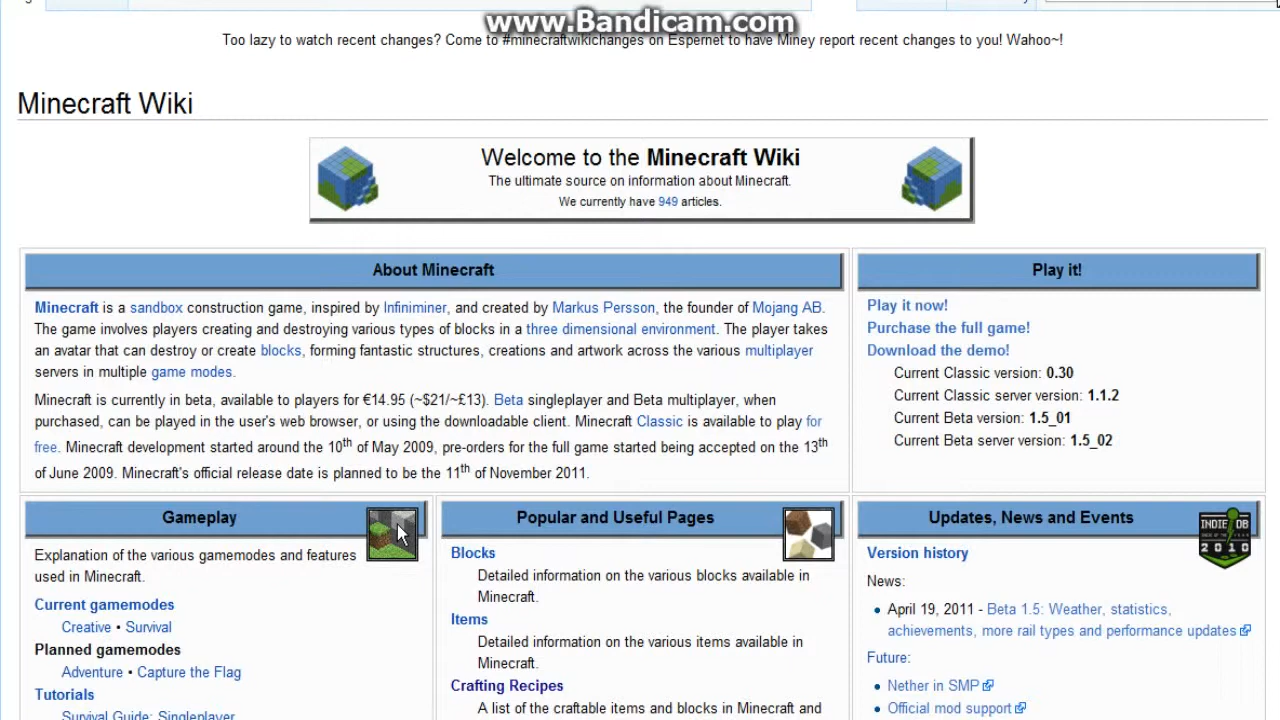 www.Bandicam.com
Too lazy to watch recent changes? Come to #minecraftwikichanges on Espernet to have Miney report recent changes to you! Wahoo~!
Minecraft Wiki
Welcome to the Minecraft Wiki
The ultimate source on information about Minecraft.
We currently have 949 articles.
About Minecraft
Minecraft is a sandbox construction game, inspired by Infiniminer, and created by Markus Persson, the founder of Mojang AB.
The game involves players creating and destroying various types of blocks in a three dimensional environment. The player takes
an avatar that can destroy or create blocks, forming fantastic structures, creations and artwork across the various multiplayer
servers in multiple game modes.
Minecraft is currently in beta, available to players for €14.95 (~$21/~£13). Beta singleplayer and Beta multiplayer, when
purchased, can be played in the user's web browser, or using the downloadable client. Minecraft Classic is available to play for
free. Minecraft development started around the 10th of May 2009, pre-orders for the full game started being accepted on the 13th
of June 2009. Minecraft's official release date is planned to be the 11th of November 2011.
Play it!
Play it now!
Purchase the full game!
Download the demo!
Current Classic version: 0.30
Current Classic server version: 1.1.2
Current Beta version: 1.5_01
Current Beta server version: 1.5_02
Gameplay
Explanation of the various gamemodes and features
used in Minecraft.
Current gamemodes
Creative • Survival
Planned gamemodes
Adventure • Capture the Flag
Tutorials
Survival Guide: Singleplayer
Popular and Useful Pages
Blocks
Detailed information on the various blocks available in
Minecraft.
Items
Detailed information on the various items available in
Minecraft.
Crafting Recipes
A list of the craftable items and blocks in Minecraft and
Updates, News and Events
INDIE DB
2010
Version history
News:
• April 19, 2011 - Beta 1.5: Weather, statistics,
achievements, more rail types and performance updates
Future:
• Nether in SMP
• Official mod support